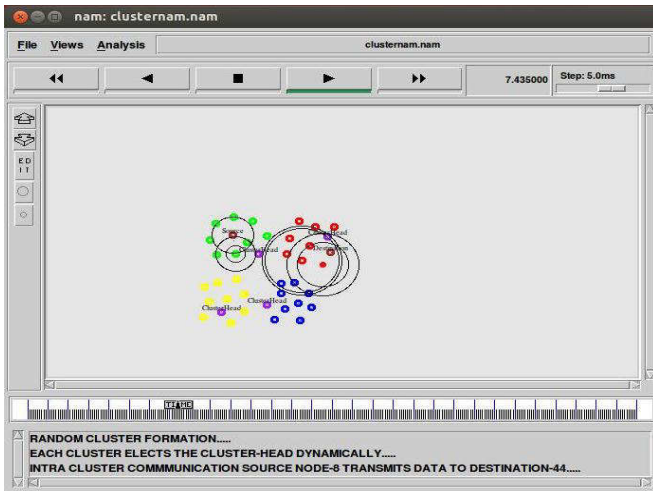 nam: clusternam.nam
File Views Analysis clusternam.nam
7.435000 Step: 5.0ms
E D
I T
Source
ClusterHead
ClusterHead
Destination
ClusterHead
ClusterHead
TIME
RANDOM CLUSTER FORMATION.....
EACH CLUSTER ELECTS THE CLUSTER-HEAD DYNAMICALLY.....
INTRA CLUSTER COMMMUNICATION SOURCE NODE-8 TRANSMITS DATA TO DESTINATION-44.....